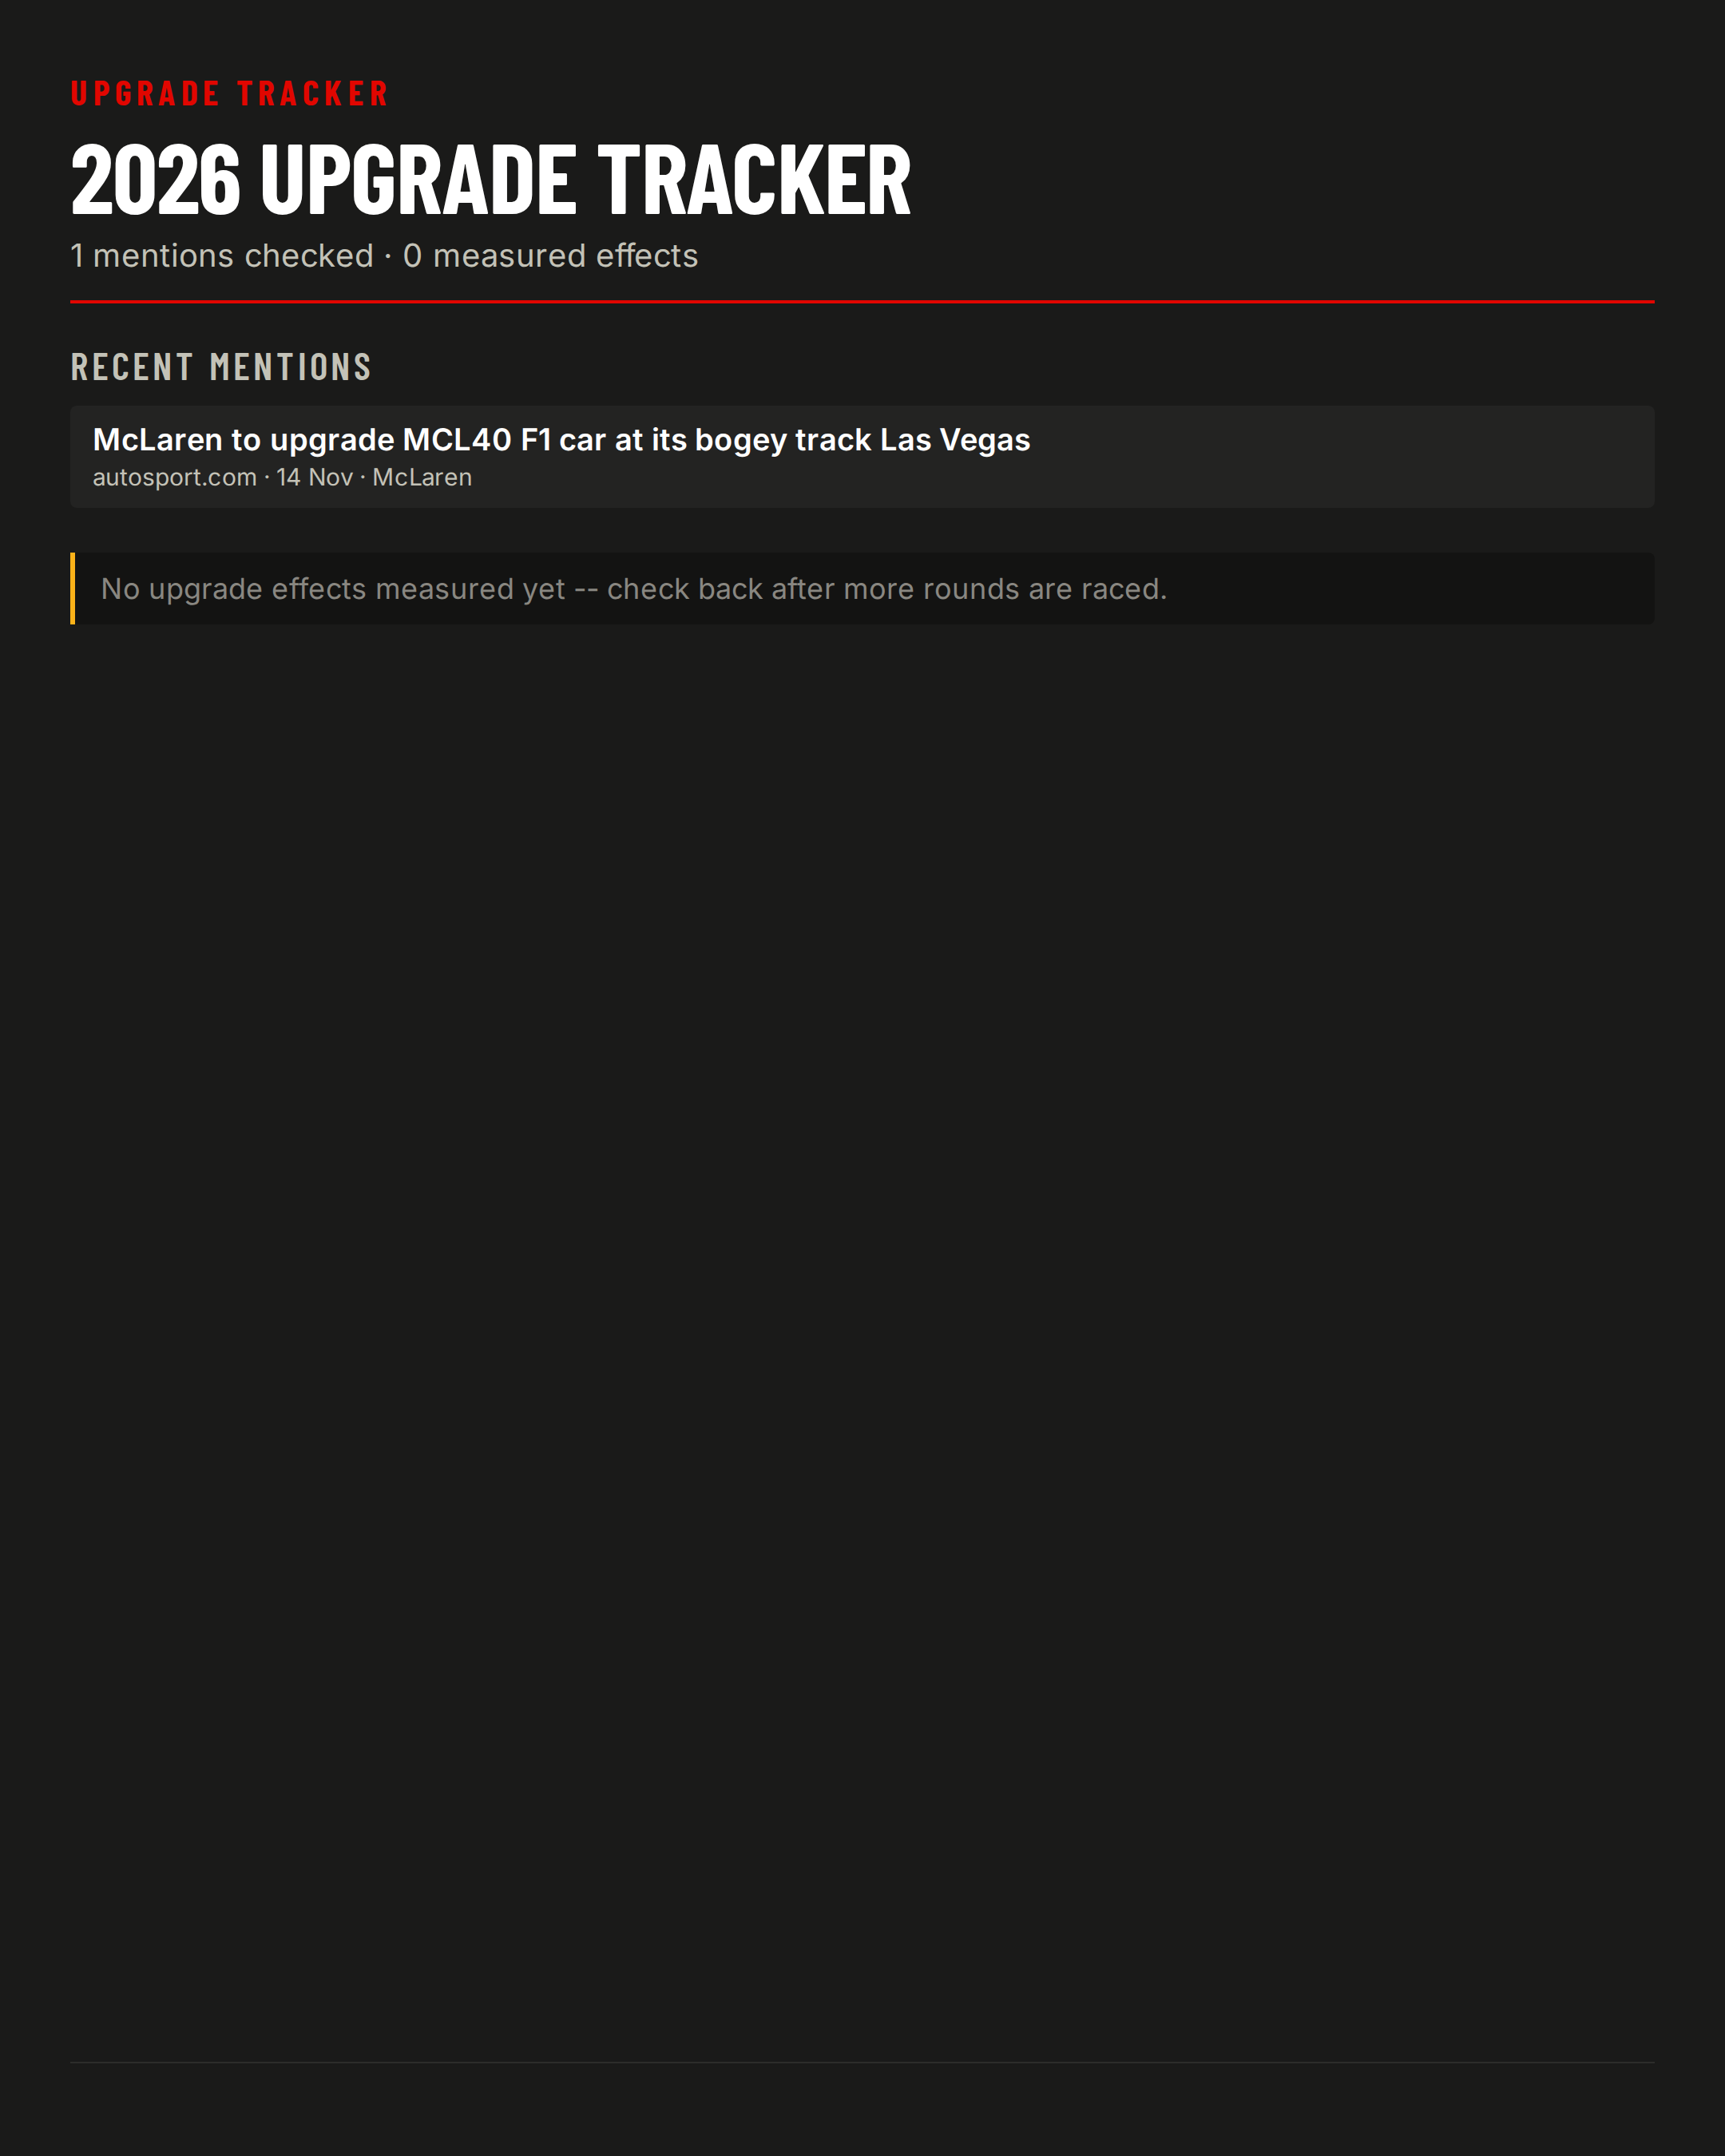 UPGRADE TRACKER
2026 UPGRADE TRACKER
1 mentions checked · 0 measured effects
RECENT MENTIONS
McLaren to upgrade MCL40 F1 car at its bogey track Las Vegas
autosport.com · 14 Nov · McLaren
No upgrade effects measured yet -- check back after more rounds are raced.